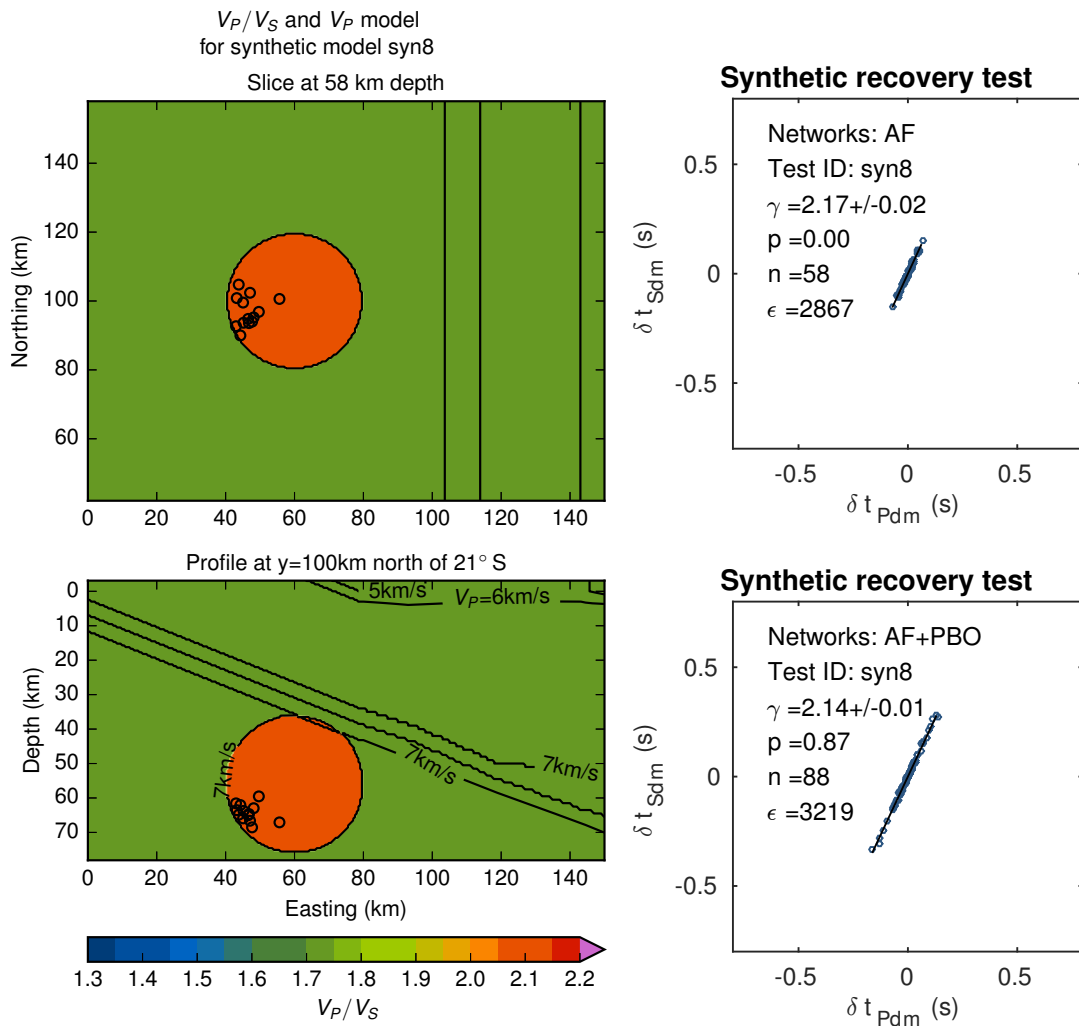 V_P/V_S and V_P model
for synthetic model syn8
Slice at 58 km depth
Northing (km)
140
120
100
80
60
0 20 40 60 80 100 120 140
Profile at y=100km north of 21° S
Depth (km)
0
10
20
30
40
50
60
70
5km/s
V_P=6km/s
7km/s
7km/s
7km/s
0 20 40 60 80 100 120 140
Easting (km)
1.3 1.4 1.5 1.6 1.7 1.8 1.9 2.0 2.1 2.2
V_P/V_S
Synthetic recovery test
Networks: AF
Test ID: syn8
γ =2.17+/-0.02
p =0.00
n =58
ϵ =2867
δ t_Sdm (s)
0.5
0
-0.5
-0.5 0 0.5
δ t_Pdm (s)
Synthetic recovery test
Networks: AF+PBO
Test ID: syn8
γ =2.14+/-0.01
p =0.87
n =88
ϵ =3219
δ t_Sdm (s)
0.5
0
-0.5
-0.5 0 0.5
δ t_Pdm (s)